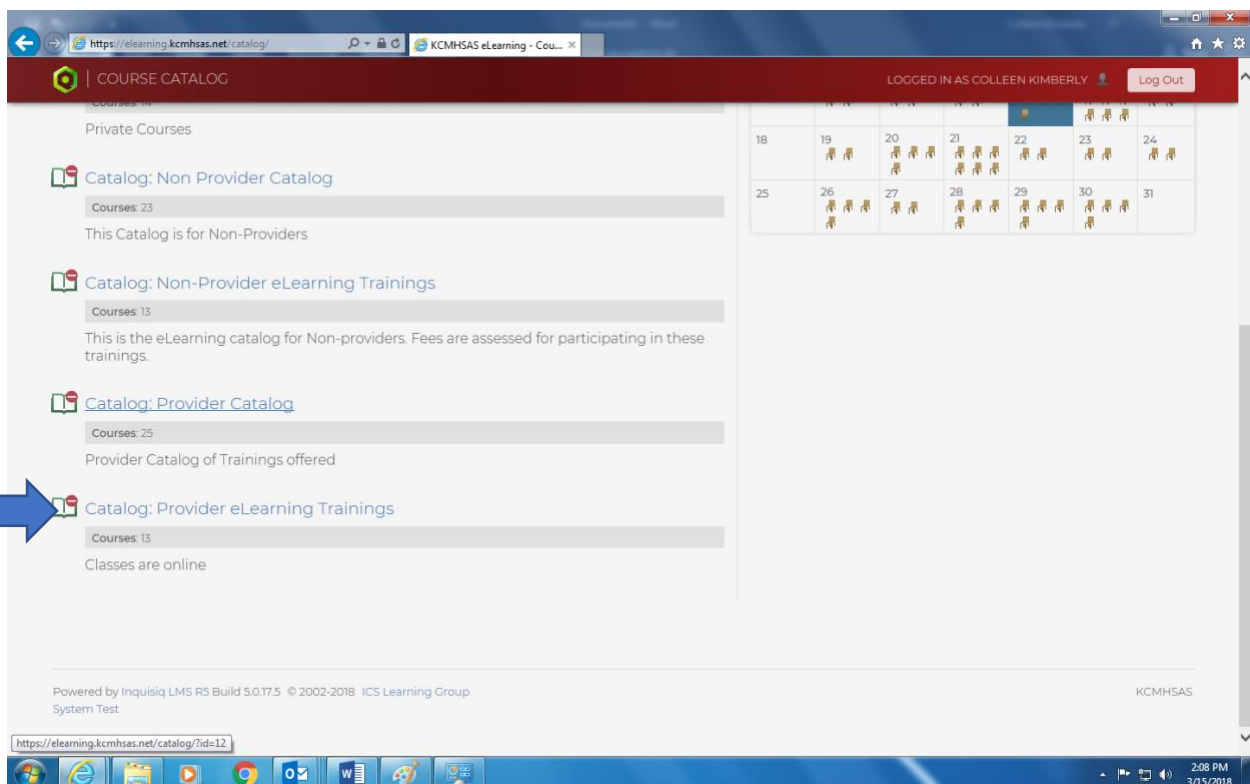 https://elearning.kcmhsas.net/catalog/
KCMHSAS eLearning - Cou...
COURSE CATALOG
LOGGED IN AS COLLEEN KIMBERLY
Log Out
Courses: 14
Private Courses
Catalog: Non Provider Catalog
Courses: 23
This Catalog is for Non-Providers
Catalog: Non-Provider eLearning Trainings
Courses: 13
This is the eLearning catalog for Non-providers. Fees are assessed for participating in these
trainings.
Catalog: Provider Catalog
Courses: 25
Provider Catalog of Trainings offered
Catalog: Provider eLearning Trainings
Courses: 13
Classes are online
18 19 20 21 22 23 24
25 26 27 28 29 30 31
Powered by Inquisiq LMS R5 Build 5.0.17.5 © 2002-2018 ICS Learning Group
KCMHSAS
System Test
https://elearning.kcmhsas.net/catalog/?id=12
2:08 PM
3/15/2018